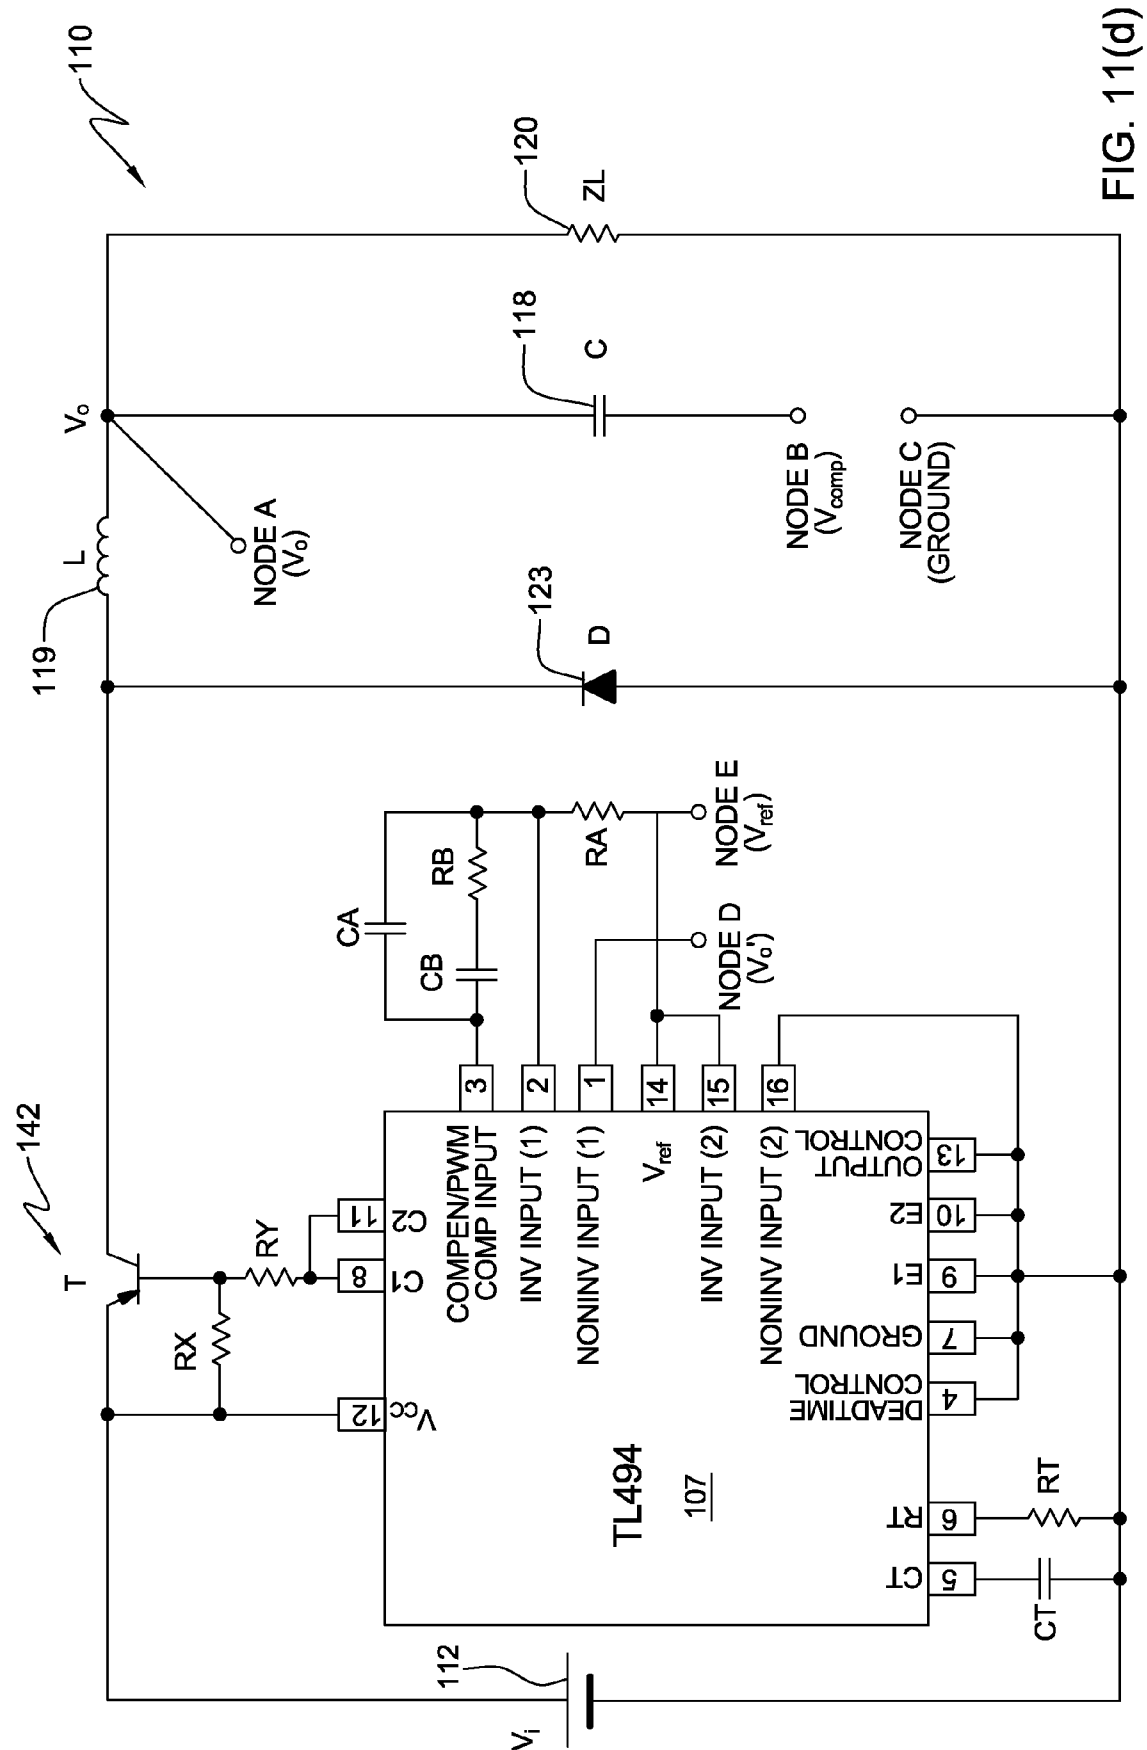 110
142
T
119
L
Vo
NODE A
(Vo)
RX
RY
12
8
11
VCC
C1
C2
CA
CB
RB
RA
COMPEN/PWM
COMP INPUT
3
INV INPUT (1)
2
NONINV INPUT (1)
1
Vref
14
INV INPUT (2)
15
NONINV INPUT (2)
16
NODE D
(Vo')
NODE E
(Vref)
123
D
118
C
120
ZL
NODE B
(Vcomp)
NODE C
(GROUND)
Vi
112
TL494
107
CT
RT
DEADTIME
CONTROL
GROUND
E1
E2
OUTPUT
CONTROL
5
6
4
7
9
10
13
CT
RT
FIG. 11(d)